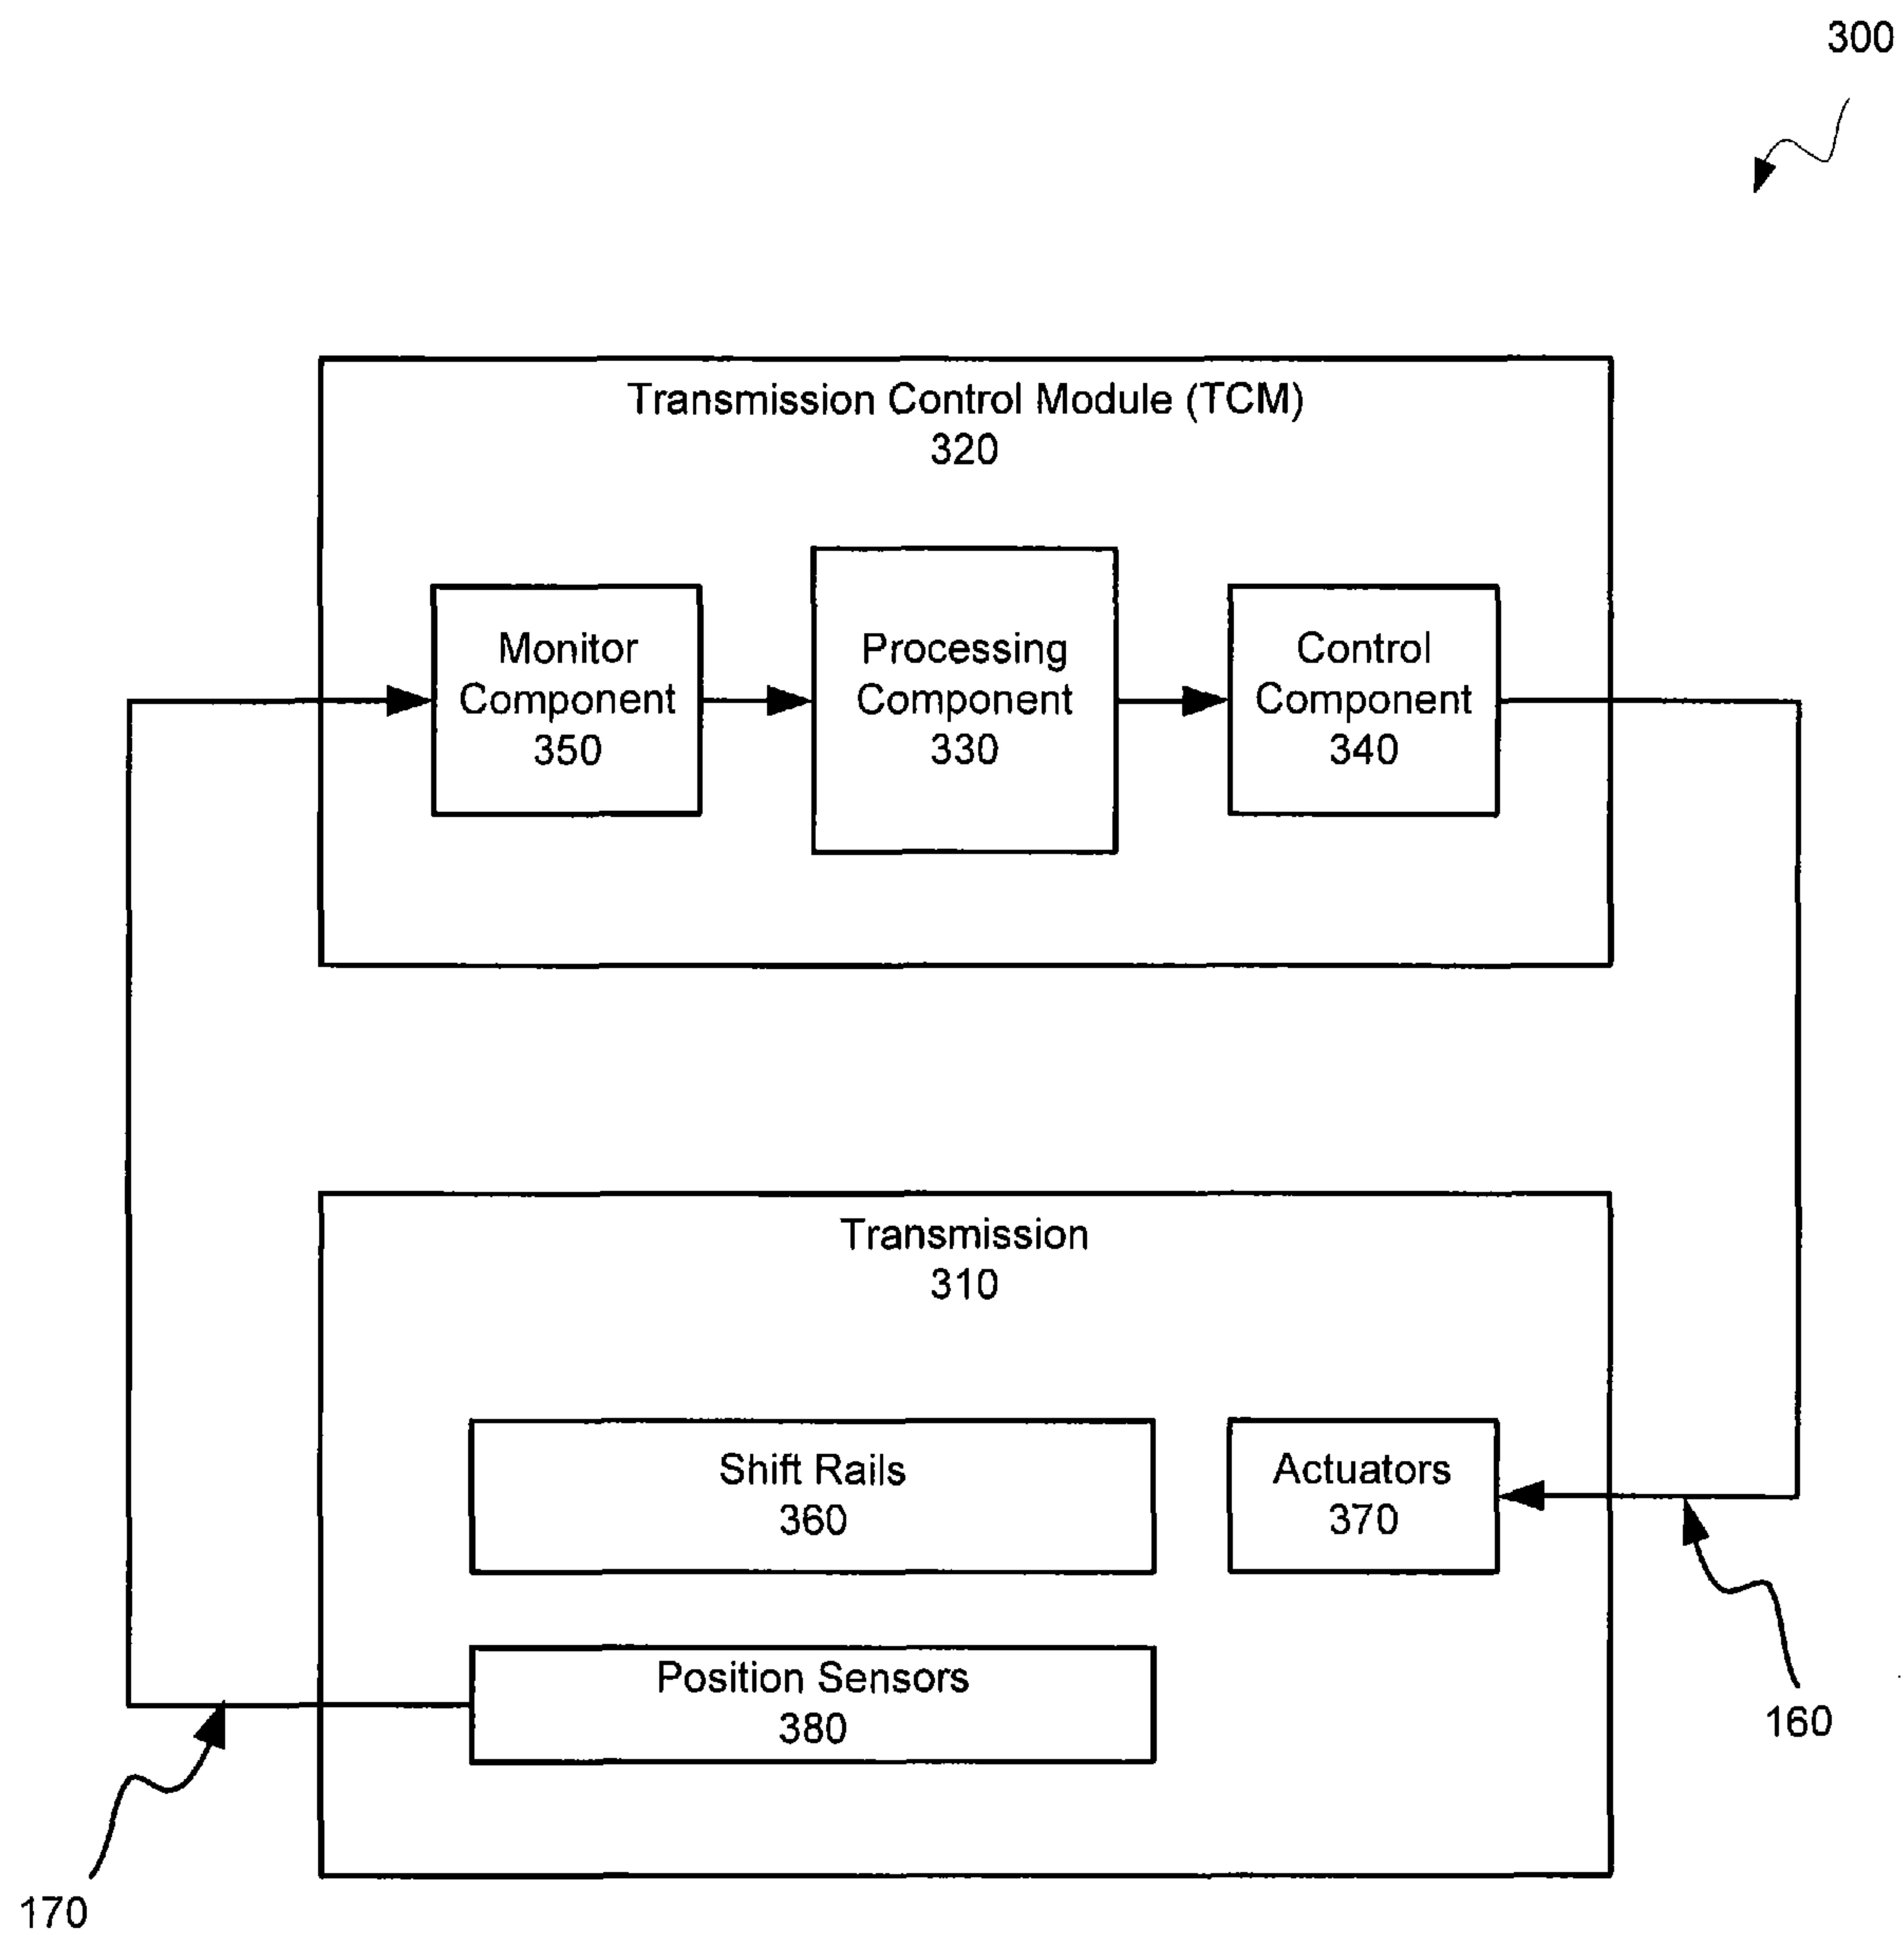 300
Transmission Control Module (TCM)
320
Monitor
Component
350
Processing
Component
330
Control
Component
340
Transmission
310
Shift Rails
360
Actuators
370
Position Sensors
380
160
170